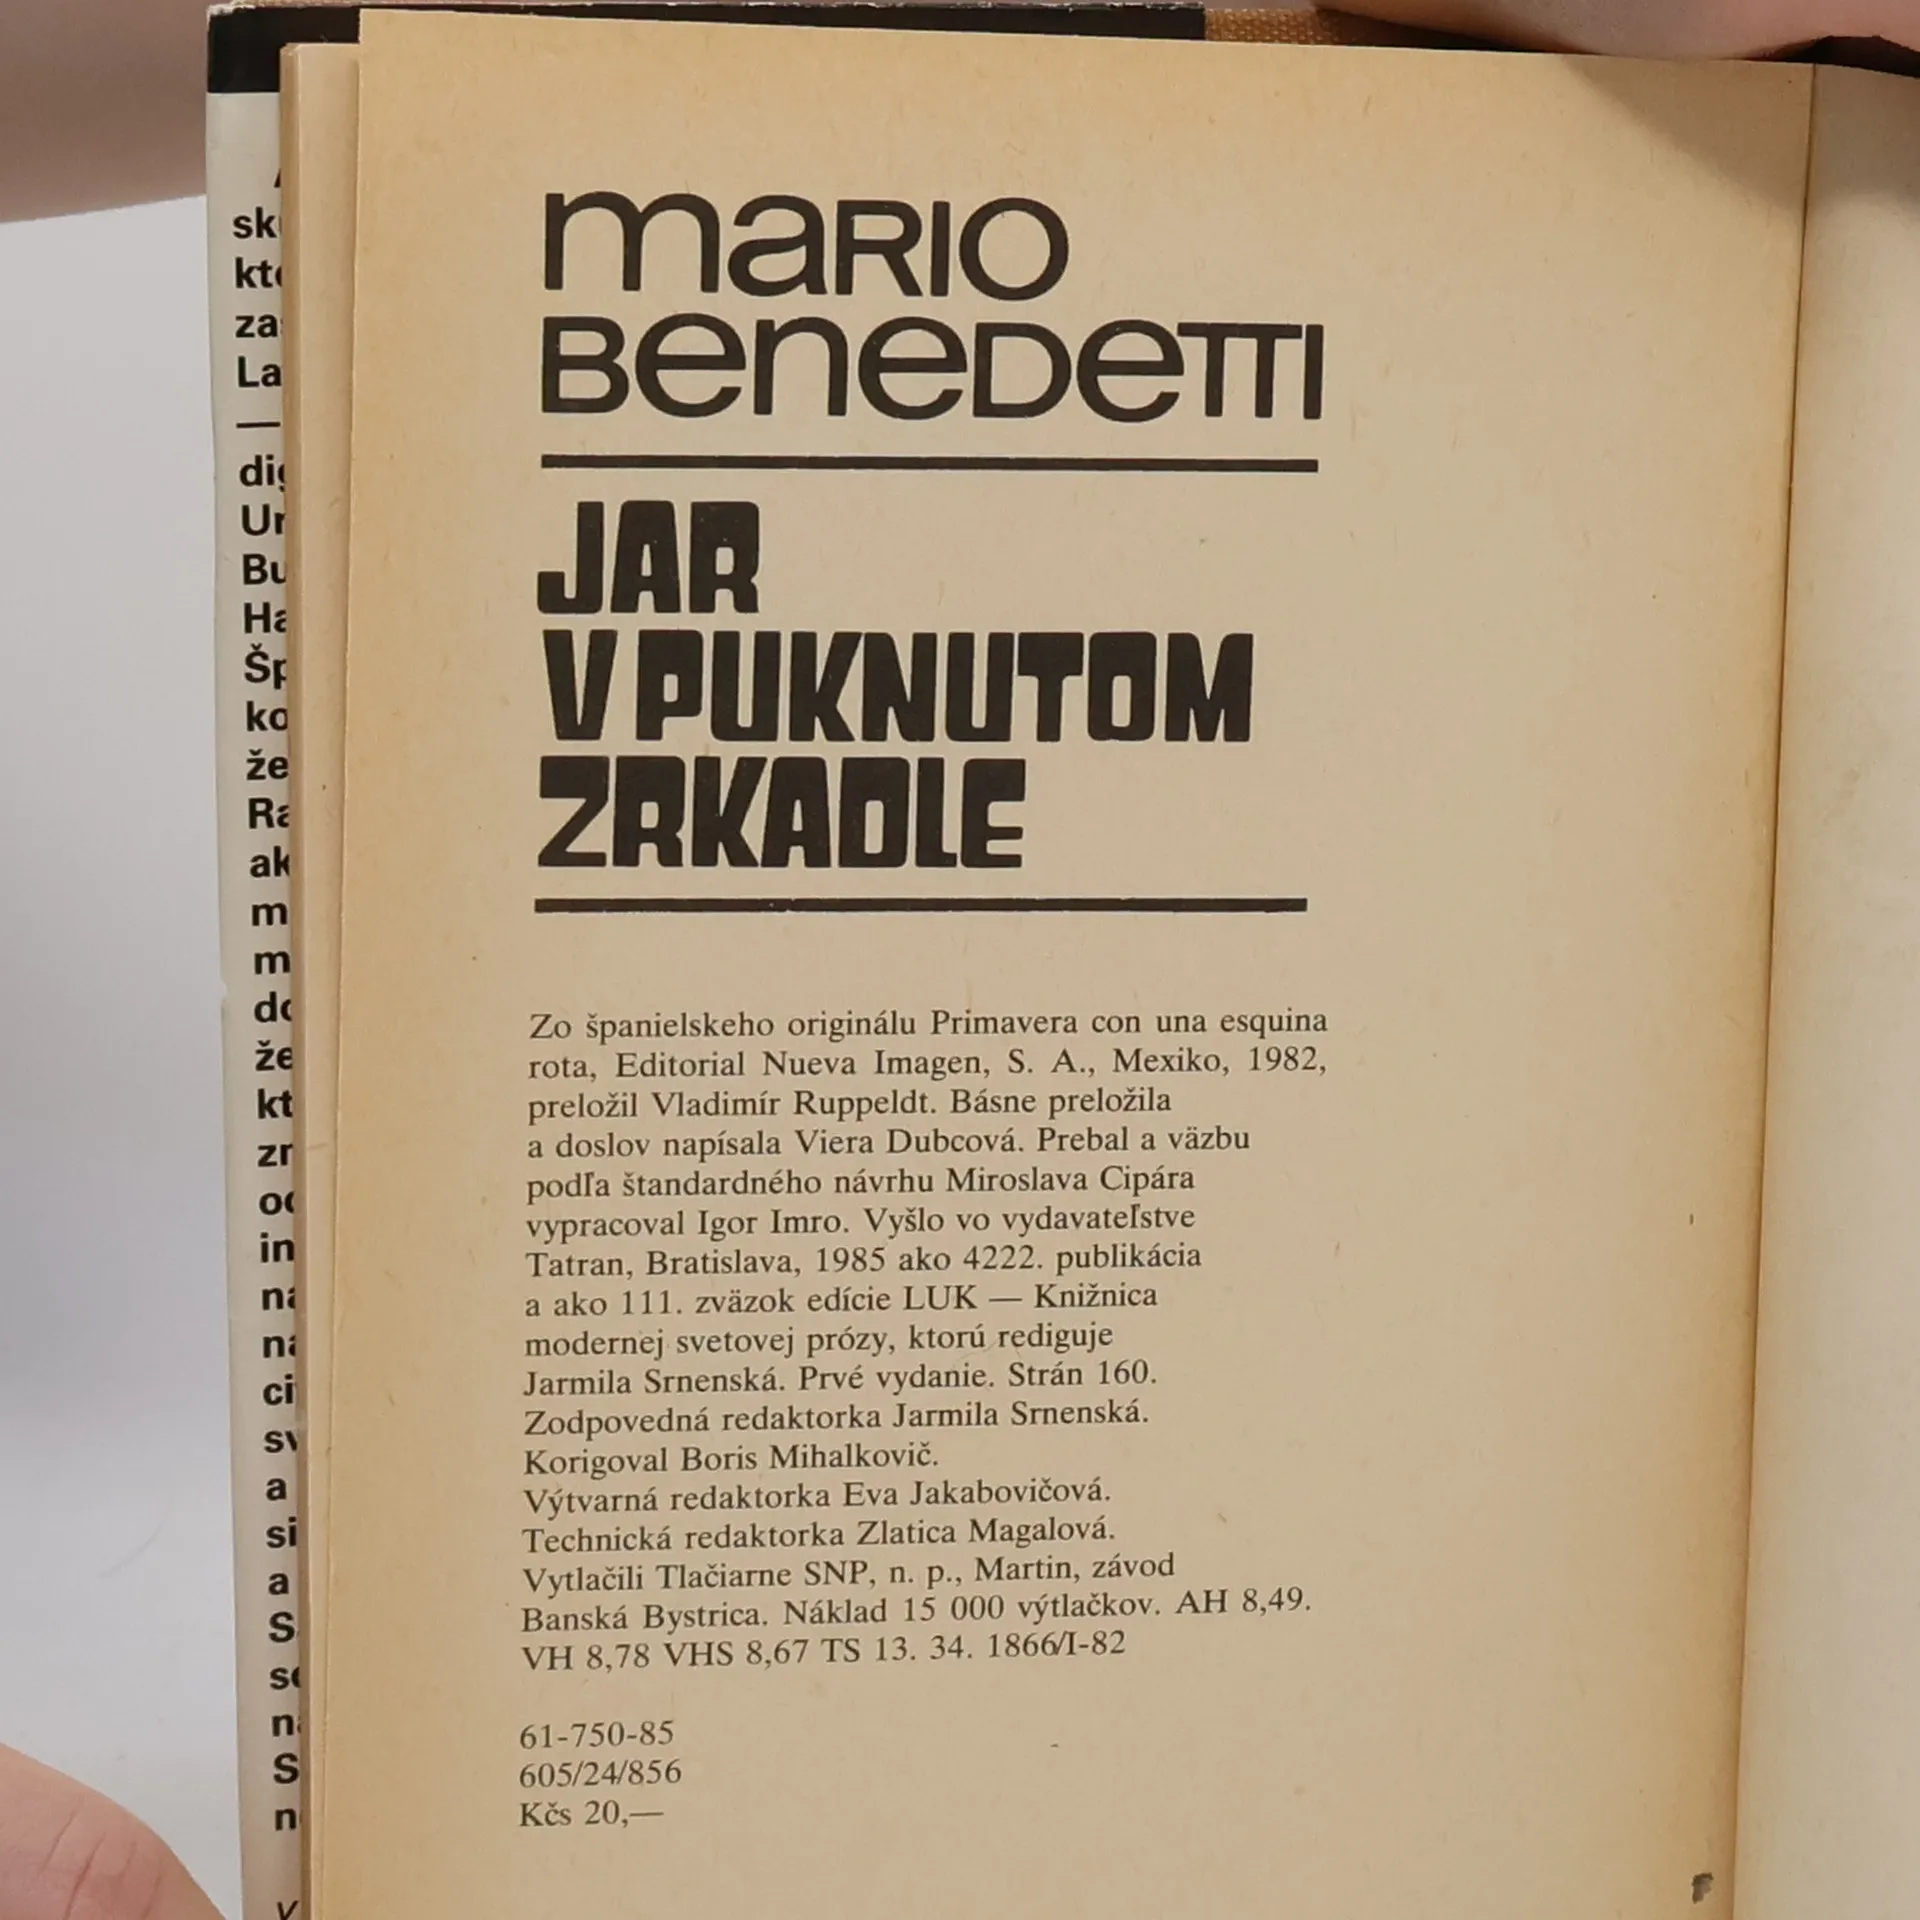 mario
Benedetti
JAR
V PUKNUTOM
ZRKADLE
Zo španielskeho originálu Primavera con una esquina
rota, Editorial Nueva Imagen, S. A., Mexiko, 1982,
preložil Vladimír Ruppeldt. Básne preložila
a doslov napísala Viera Dubcová. Prebal a väzbu
podľa štandardného návrhu Miroslava Cipára
vypracoval Igor Imro. Vyšlo vo vydavateľstve
Tatran, Bratislava, 1985 ako 4222. publikácia
a ako 111. zväzok edície LUK — Knižnica
modernej svetovej prózy, ktorú rediguje
Jarmila Srnenská. Prvé vydanie. Strán 160.
Zodpovedná redaktorka Jarmila Srnenská.
Korigoval Boris Mihalkovič.
Výtvarná redaktorka Eva Jakabovičová.
Technická redaktorka Zlatica Magalová.
Vytlačili Tlačiarne SNP, n. p., Martin, závod
Banská Bystrica. Náklad 15 000 výtlačkov. AH 8,49.
VH 8,78 VHS 8,67 TS 13. 34. 1866/I-82
61-750-85
605/24/856
Kčs 20,—